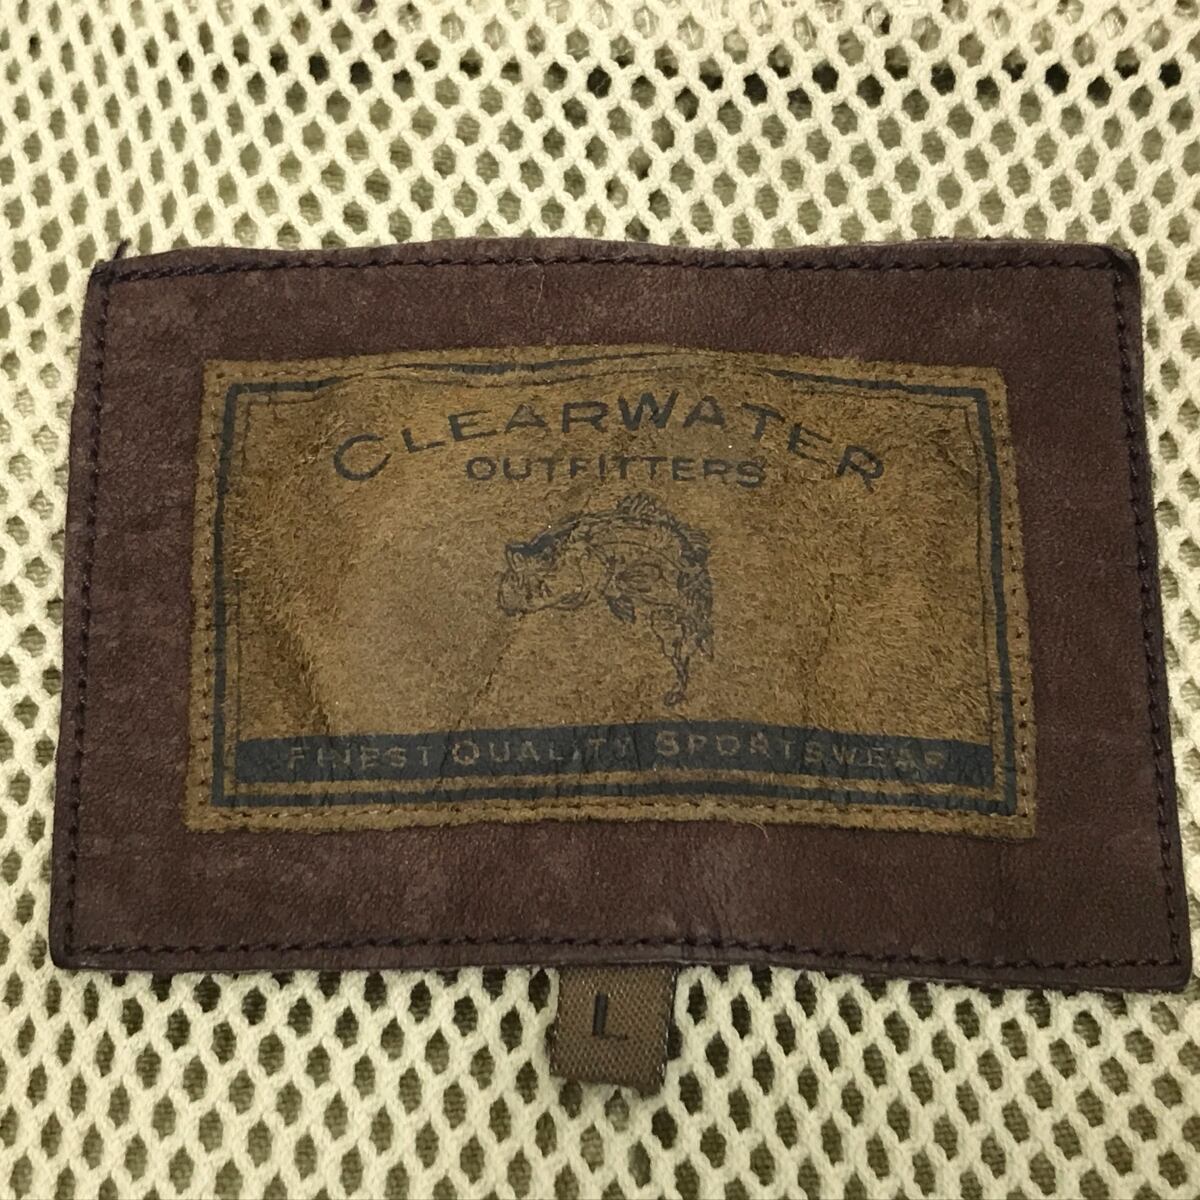 CLEARWATER
OUTFITTERS
FINEST QUALITY SPORTSWEAR
L